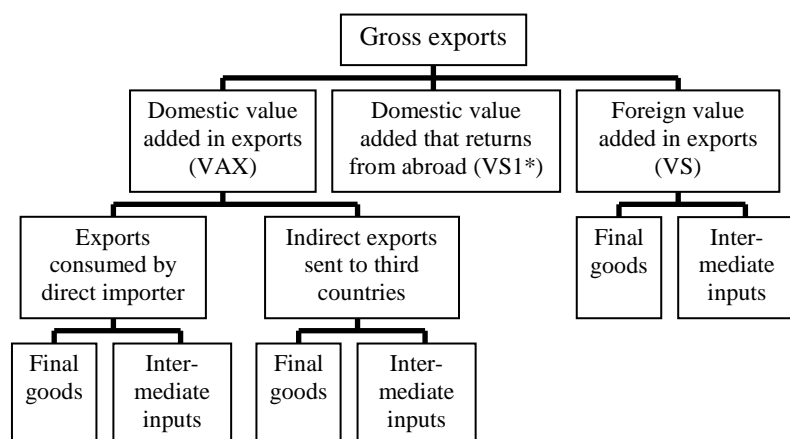 Gross exports
Domestic value
added in exports
(VAX)
Domestic value
added that returns
from abroad (VS1*)
Foreign value
added in exports
(VS)
Exports
consumed by
direct importer
Indirect exports
sent to third
countries
Final
goods
Inter-
mediate
inputs
Final
goods
Inter-
mediate
inputs
Final
goods
Inter-
mediate
inputs